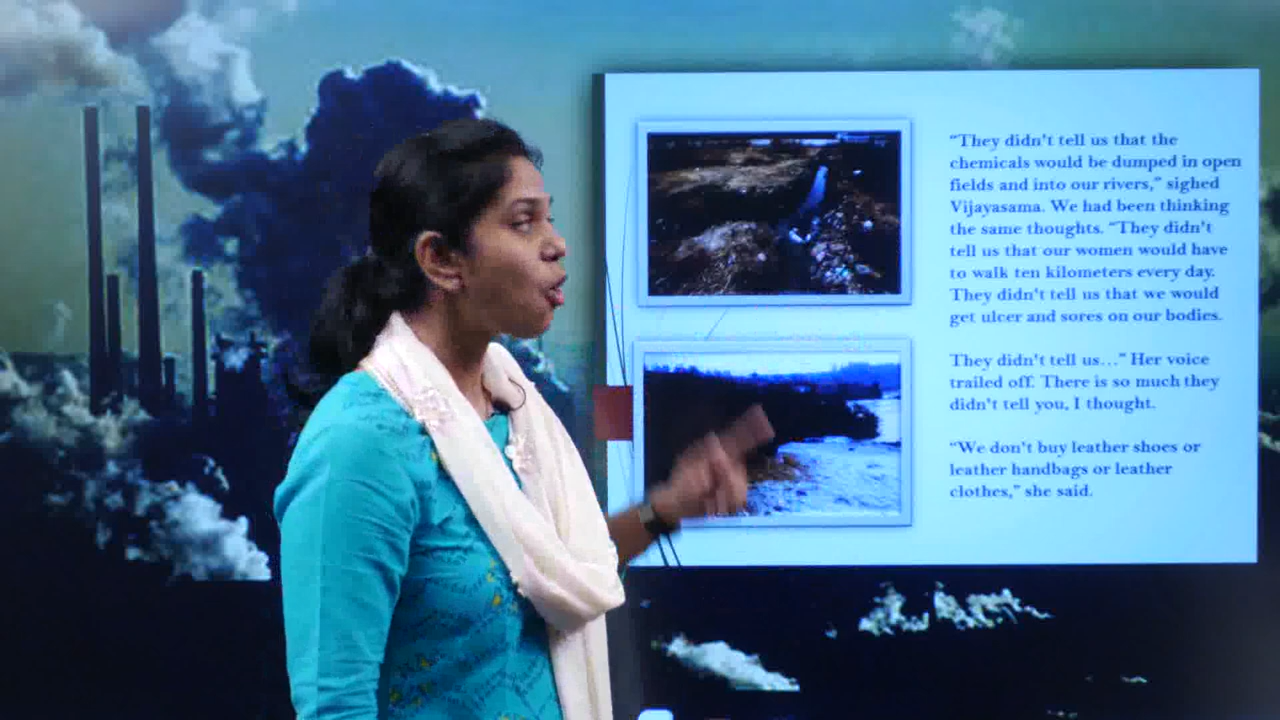 “They didn't tell us that the
chemicals would be dumped in open
fields and into our rivers,” sighed
Vijayasama. We had been thinking
the same thoughts. “They didn't
tell us that our women would have
to walk ten kilometers every day.
They didn't tell us that we would
get ulcer and sores on our bodies.
They didn't tell us…” Her voice
trailed off. There is so much they
didn't tell you, I thought.
“We don't buy leather shoes or
leather handbags or leather
clothes,” she said.